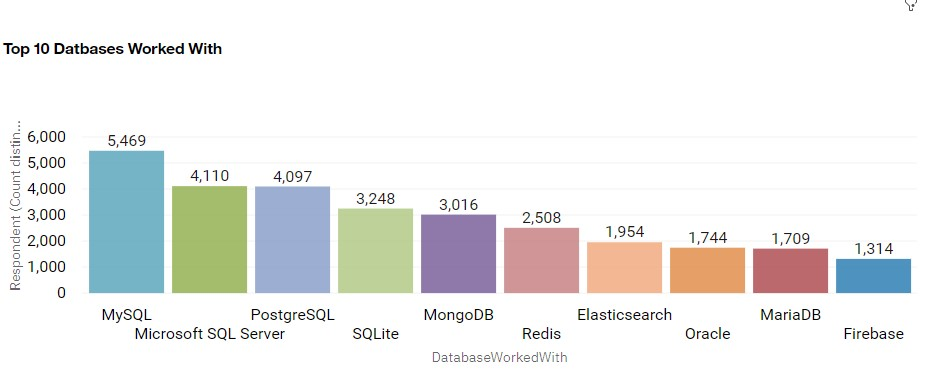 Top 10 Datbases Worked With
Respondent (Count distin...
6,000
5,000
4,000
3,000
2,000
1,000
0
5,469
4,110
4,097
3,248
3,016
2,508
1,954
1,744
1,709
1,314
MySQL
Microsoft SQL Server
PostgreSQL
SQLite
MongoDB
Redis
Elasticsearch
Oracle
MariaDB
Firebase
DatabaseWorkedWith